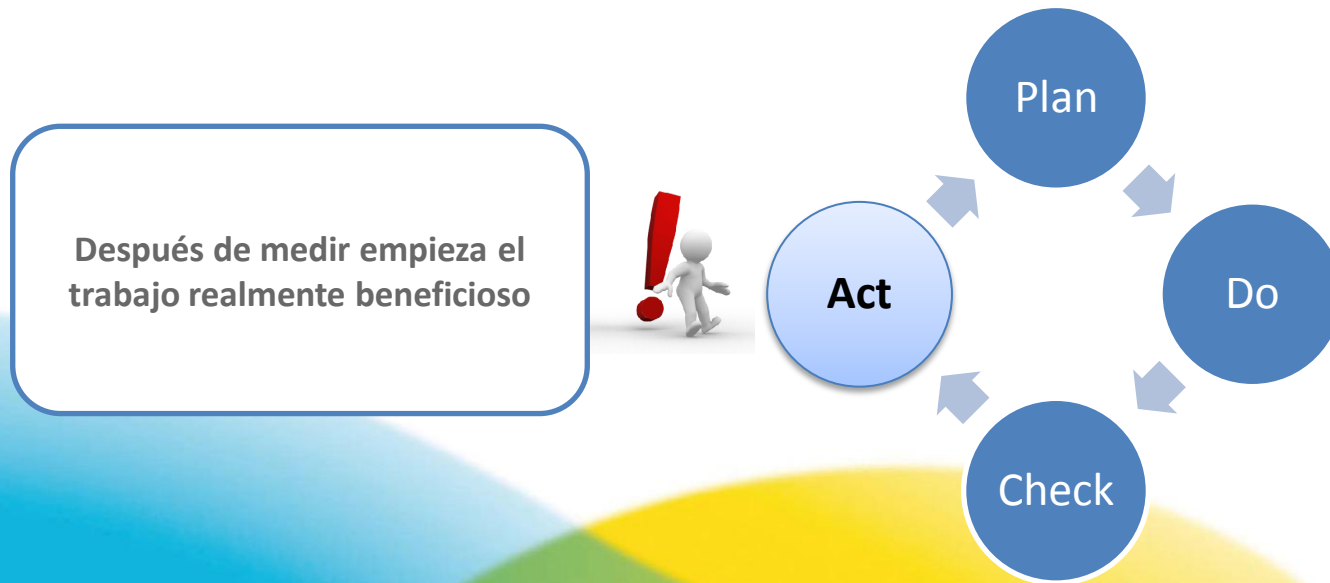 Después de medir empieza el
trabajo realmente beneficioso
Plan
Do
Check
Act